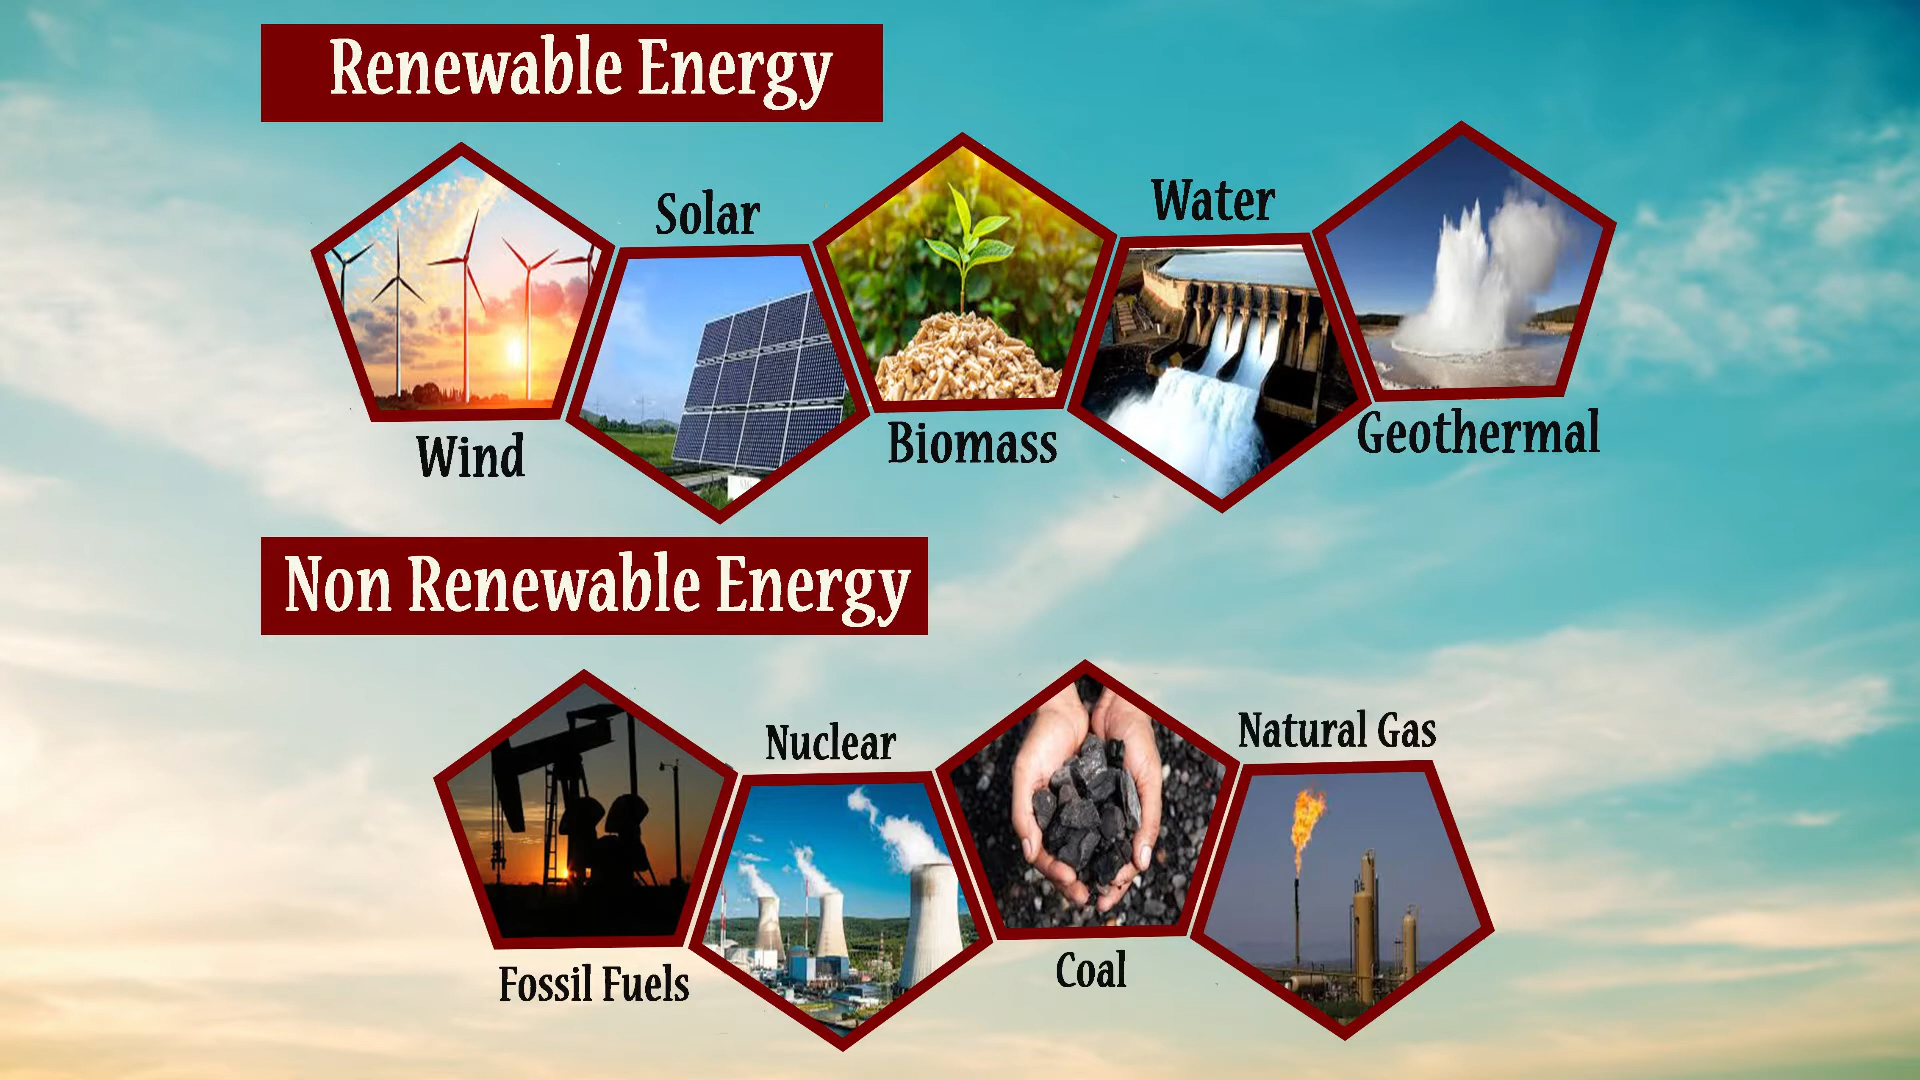 Renewable Energy
Solar
Water
Wind
Biomass
Geothermal
Non Renewable Energy
Nuclear
Natural Gas
Fossil Fuels
Coal